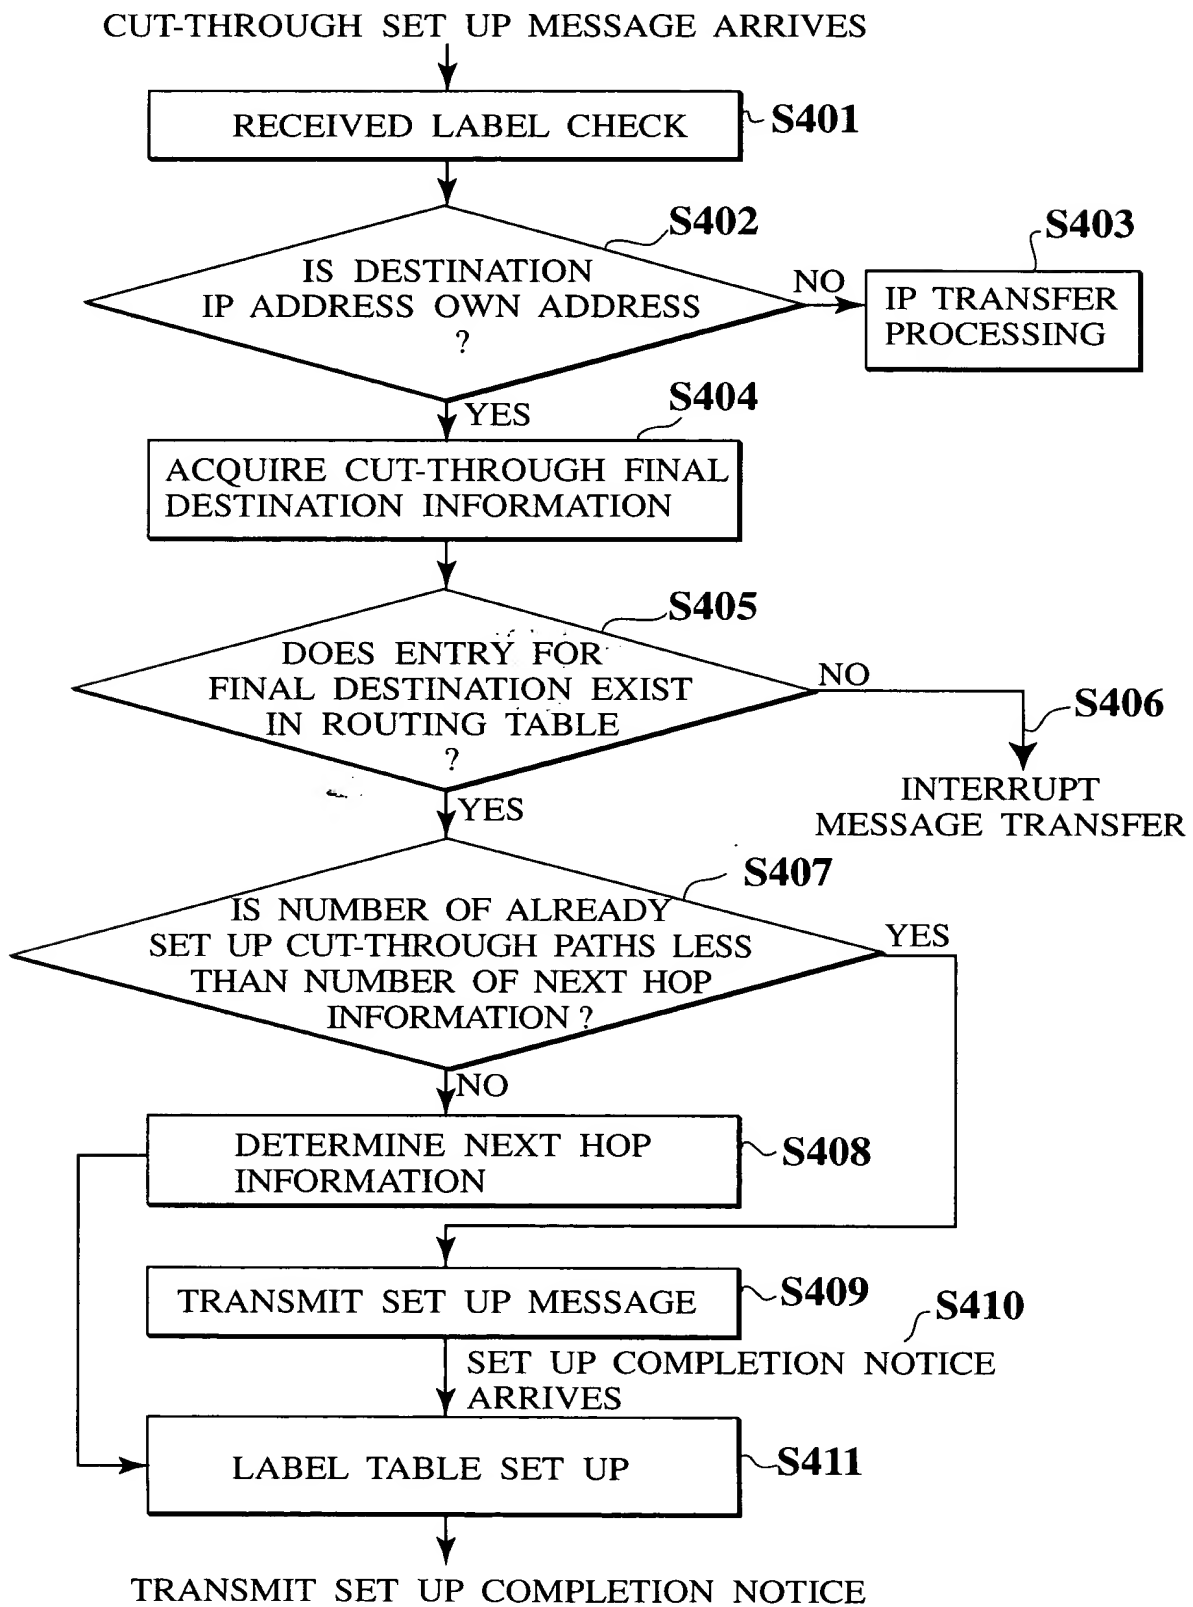 CUT-THROUGH SET UP MESSAGE ARRIVES
RECEIVED LABEL CHECK
S401
S402
IS DESTINATION
IP ADDRESS OWN ADDRESS
?
NO
S403
IP TRANSFER
PROCESSING
YES
S404
ACQUIRE CUT-THROUGH FINAL
DESTINATION INFORMATION
S405
DOES ENTRY FOR
FINAL DESTINATION EXIST
IN ROUTING TABLE
?
NO
S406
INTERRUPT
MESSAGE TRANSFER
YES
S407
IS NUMBER OF ALREADY
SET UP CUT-THROUGH PATHS LESS
THAN NUMBER OF NEXT HOP
INFORMATION ?
YES
NO
DETERMINE NEXT HOP
INFORMATION
S408
TRANSMIT SET UP MESSAGE
S409
S410
SET UP COMPLETION NOTICE
ARRIVES
LABEL TABLE SET UP
S411
TRANSMIT SET UP COMPLETION NOTICE